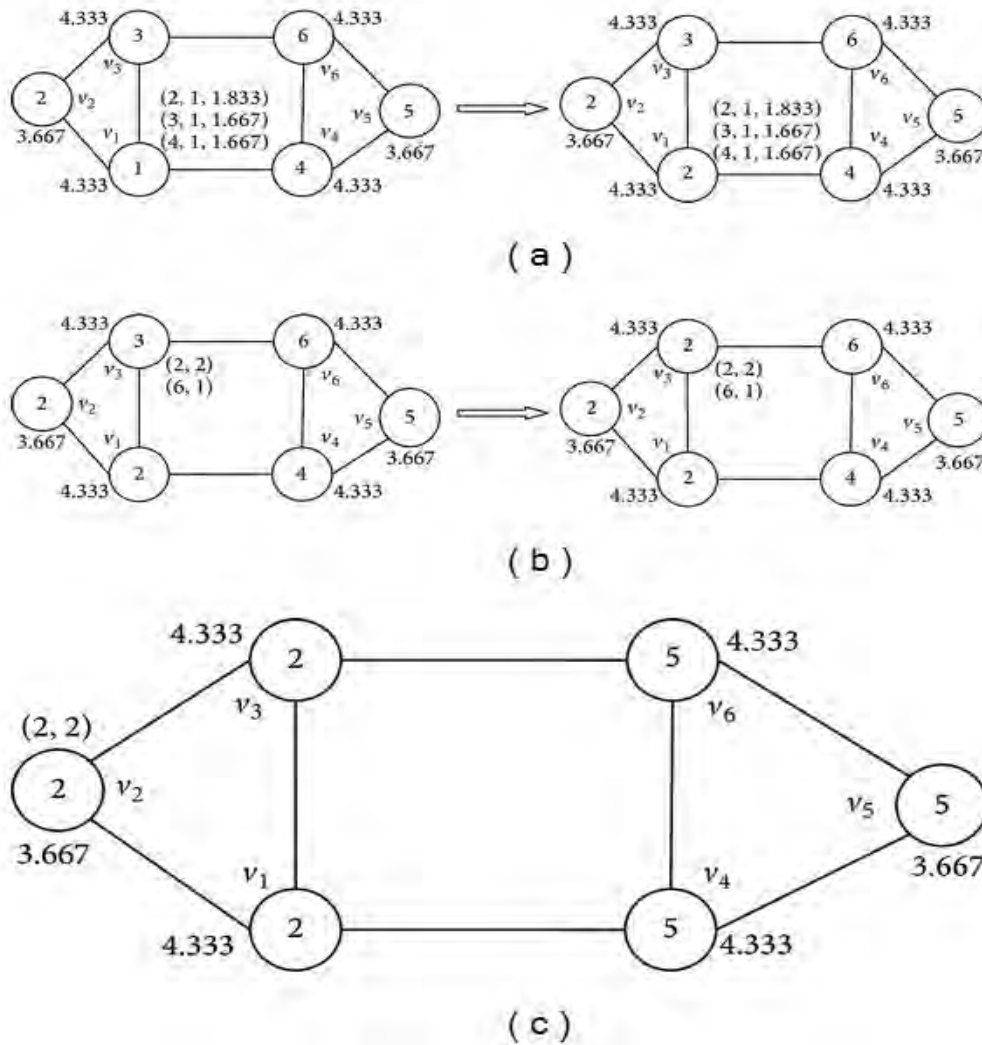 4.333 3 6 4.333 4.333 3 6 4.333
v3 v6 v3 v6
2 v2 (2, 1, 1.833) v5 5 2 v2 (2, 1, 1.833) v5 5
3.667 (3, 1, 1.667) 3.667 3.667 (3, 1, 1.667) 3.667
v1 (4, 1, 1.667) v4 v1 (4, 1, 1.667) v4
4.333 1 4 4.333 4.333 2 4 4.333
( a )
4.333 3 6 4.333 4.333 2 6 4.333
v3 (2, 2) v6 v3 (2, 2) v6
(6, 1) (6, 1)
2 v2 v5 5 2 v2 v5 5
3.667 v1 v4 3.667 3.667 v1 v4 3.667
4.333 2 4 4.333 4.333 2 4 4.333
( b )
4.333 2 5 4.333
v3 v6
(2, 2)
2 v2 v5 5
3.667 v1 v4 3.667
4.333 2 5 4.333
( c )